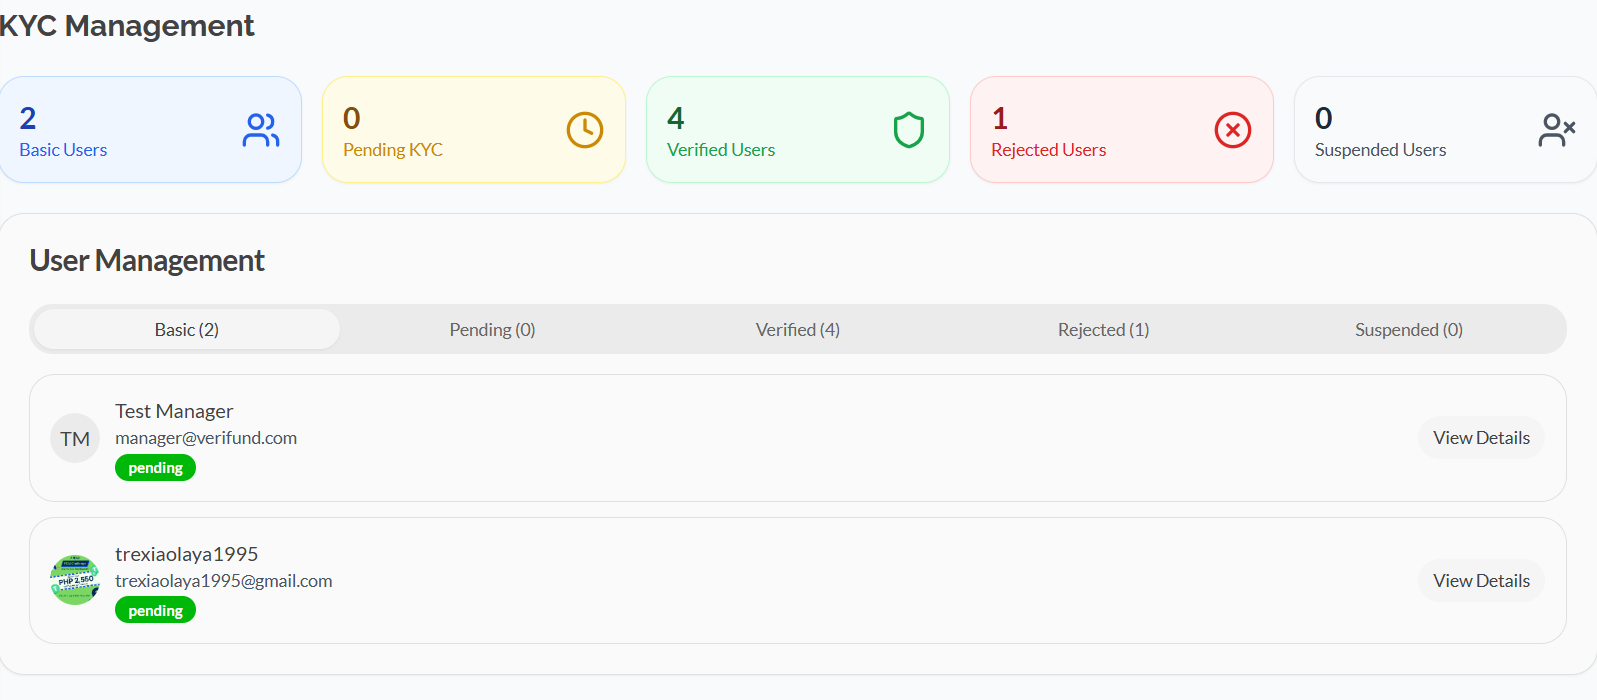 KYC Management
2
Basic Users
0
Pending KYC
4
Verified Users
1
Rejected Users
0
Suspended Users
User Management
Basic (2)
Pending (0)
Verified (4)
Rejected (1)
Suspended (0)
TM
Test Manager
manager@verifund.com
pending
View Details
PHP 2,550
trexiaolaya1995
trexiaolaya1995@gmail.com
pending
View Details